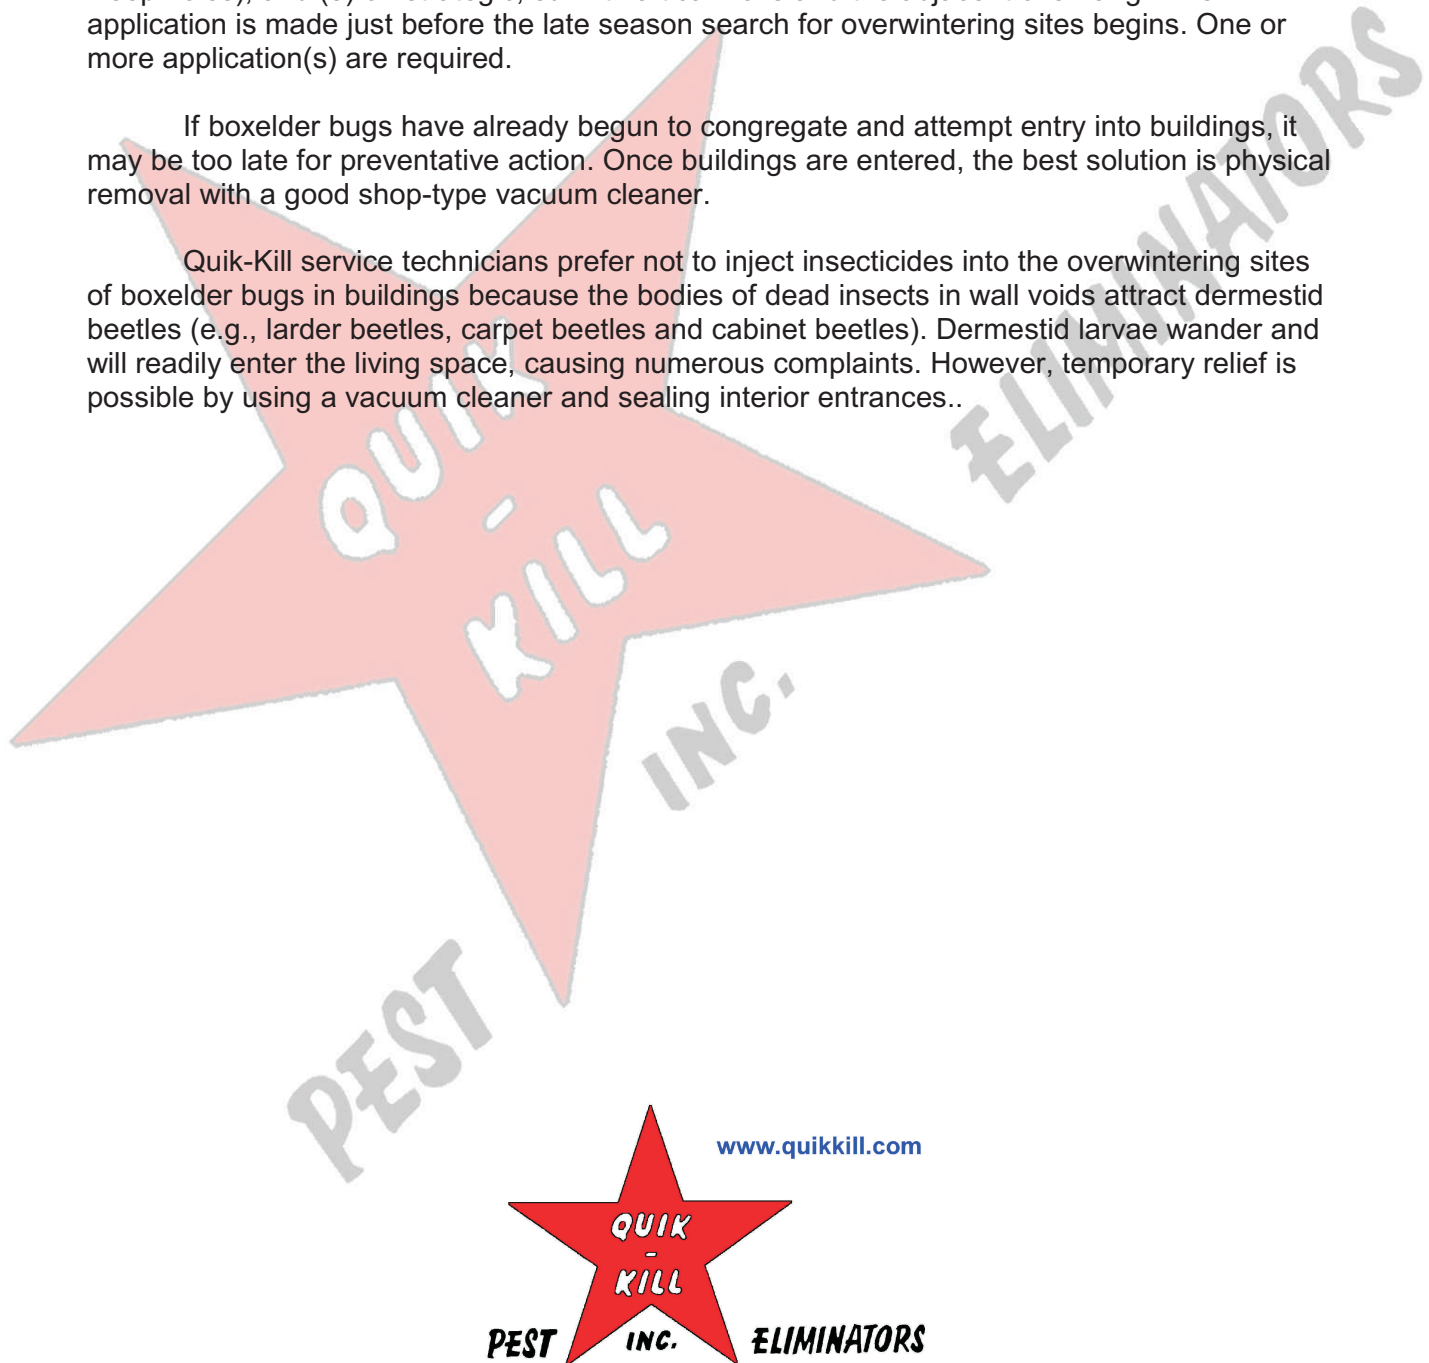 application is made just before the late season search for overwintering sites begins. One or
more application(s) are required.
If boxelder bugs have already begun to congregate and attempt entry into buildings, it
may be too late for preventative action. Once buildings are entered, the best solution is physical
removal with a good shop-type vacuum cleaner.
Quik-Kill service technicians prefer not to inject insecticides into the overwintering sites
of boxelder bugs in buildings because the bodies of dead insects in wall voids attract dermestid
beetles (e.g., larder beetles, carpet beetles and cabinet beetles). Dermestid larvae wander and
will readily enter the living space, causing numerous complaints. However, temporary relief is
possible by using a vacuum cleaner and sealing interior entrances..
QUIK
-
KILL
PEST INC. ELIMINATORS
www.quikkill.com
QUIK
-
KILL
PEST INC. ELIMINATORS